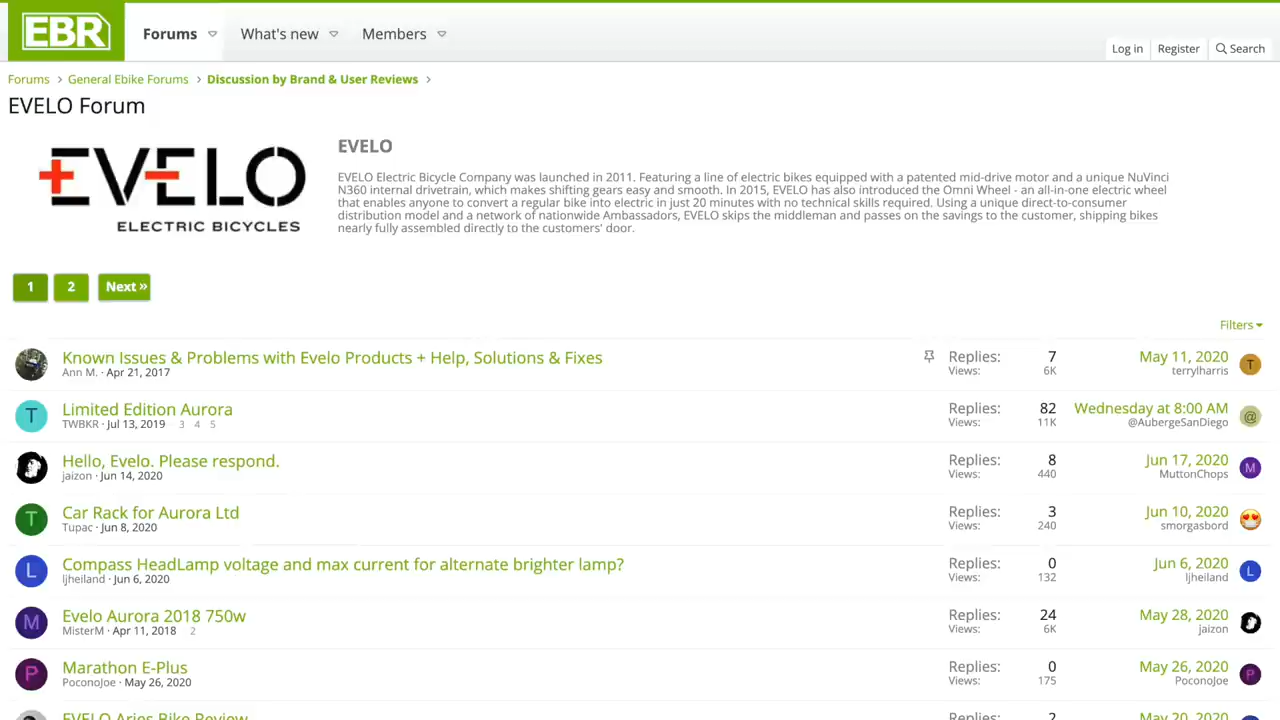 EBR
Forums
What's new
Members
Log in
Register
Search
Forums > General Ebike Forums > Discussion by Brand & User Reviews >
EVELO Forum
EVELO
ELECTRIC BICYCLES
EVELO
EVELO Electric Bicycle Company was launched in 2011. Featuring a line of electric bikes equipped with a patented mid-drive motor and a unique NuVinci
N360 internal drivetrain, which makes shifting gears easy and smooth. In 2015, EVELO has also introduced the Omni Wheel - an all-in-one electric wheel
that enables anyone to convert a regular bike into electric in just 20 minutes with no technical skills required. Using a unique direct-to-consumer
distribution model and a network of nationwide Ambassadors, EVELO skips the middleman and passes on the savings to the customer, shipping bikes
nearly fully assembled directly to the customers' door.
1 2 Next »
Filters
Known Issues & Problems with Evelo Products + Help, Solutions & Fixes
Ann M. · Apr 21, 2017
Replies: 7
Views: 6K
May 11, 2020
terrylharris
T
T
Limited Edition Aurora
TWBKR · Jul 13, 2019 3 4 5
Replies: 82
Views: 11K
Wednesday at 8:00 AM
@AubergeSanDiego
@
Hello, Evelo. Please respond.
jaizon · Jun 14, 2020
Replies: 8
Views: 440
Jun 17, 2020
MuttonChops
M
T
Car Rack for Aurora Ltd
Tupac · Jun 8, 2020
Replies: 3
Views: 240
Jun 10, 2020
smorgasbord
L
Compass HeadLamp voltage and max current for alternate brighter lamp?
ljheiland · Jun 6, 2020
Replies: 0
Views: 132
Jun 6, 2020
ljheiland
L
M
Evelo Aurora 2018 750w
MisterM · Apr 11, 2018 2
Replies: 24
Views: 6K
May 28, 2020
jaizon
P
Marathon E-Plus
PoconoJoe · May 26, 2020
Replies: 0
Views: 175
May 26, 2020
PoconoJoe
P
EVELO Aries Bike Review
Replies: 2
May 20, 2020